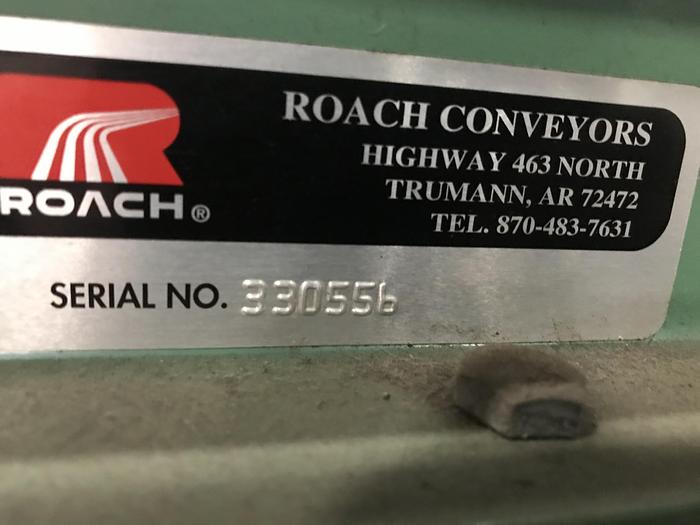 ROACH®
ROACH CONVEYORS
HIGHWAY 463 NORTH
TRUMANN, AR 72472
TEL. 870-483-7631
SERIAL NO. 330556